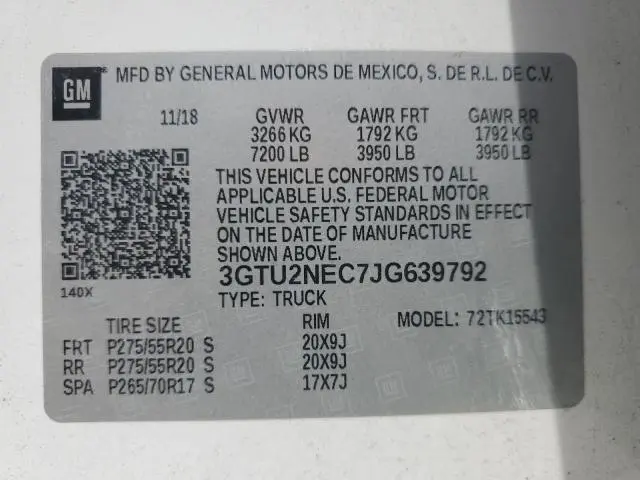 GM ® MFD BY GENERAL MOTORS DE MEXICO, S. DE R.L. DE C.V.
11/18 GVWR GAWR FRT GAWR RR
3266 KG 1792 KG 1792 KG
7200 LB 3950 LB 3950 LB
THIS VEHICLE CONFORMS TO ALL
APPLICABLE U.S. FEDERAL MOTOR
VEHICLE SAFETY STANDARDS IN EFFECT
ON THE DATE OF MANUFACTURE
SHOWN ABOVE.
3GTU2NEC7JG639792
140X
TYPE: TRUCK
TIRE SIZE RIM MODEL: 72TK15543
FRT P275/55R20 S 20X9J
RR P275/55R20 S 20X9J
SPA P265/70R17 S 17X7J